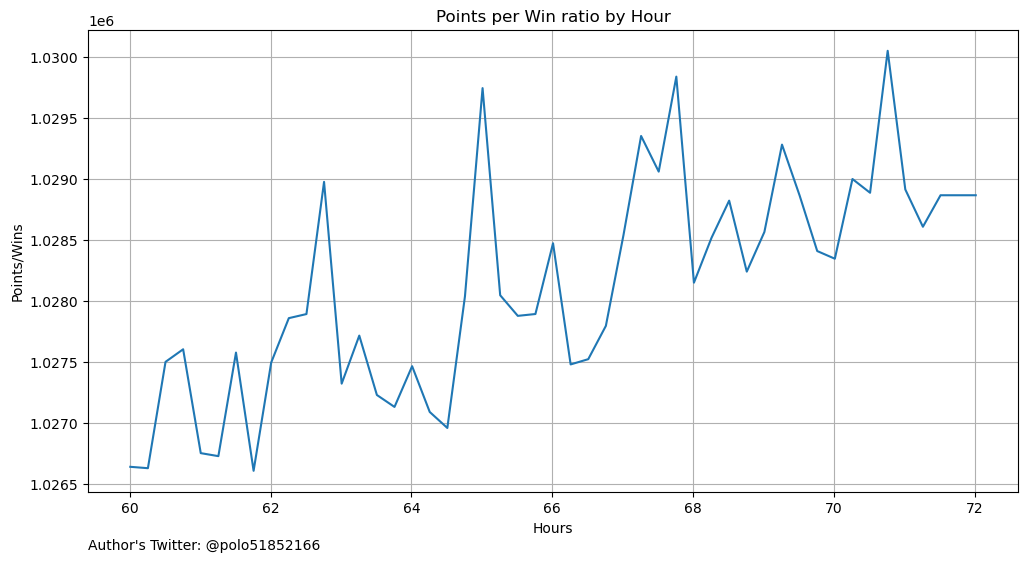 Points per Win ratio by Hour
1e6
1.0300
1.0295
1.0290
1.0285
1.0280
1.0275
1.0270
1.0265
Points/Wins
60 62 64 66 68 70 72
Hours
Author's Twitter: @polo51852166